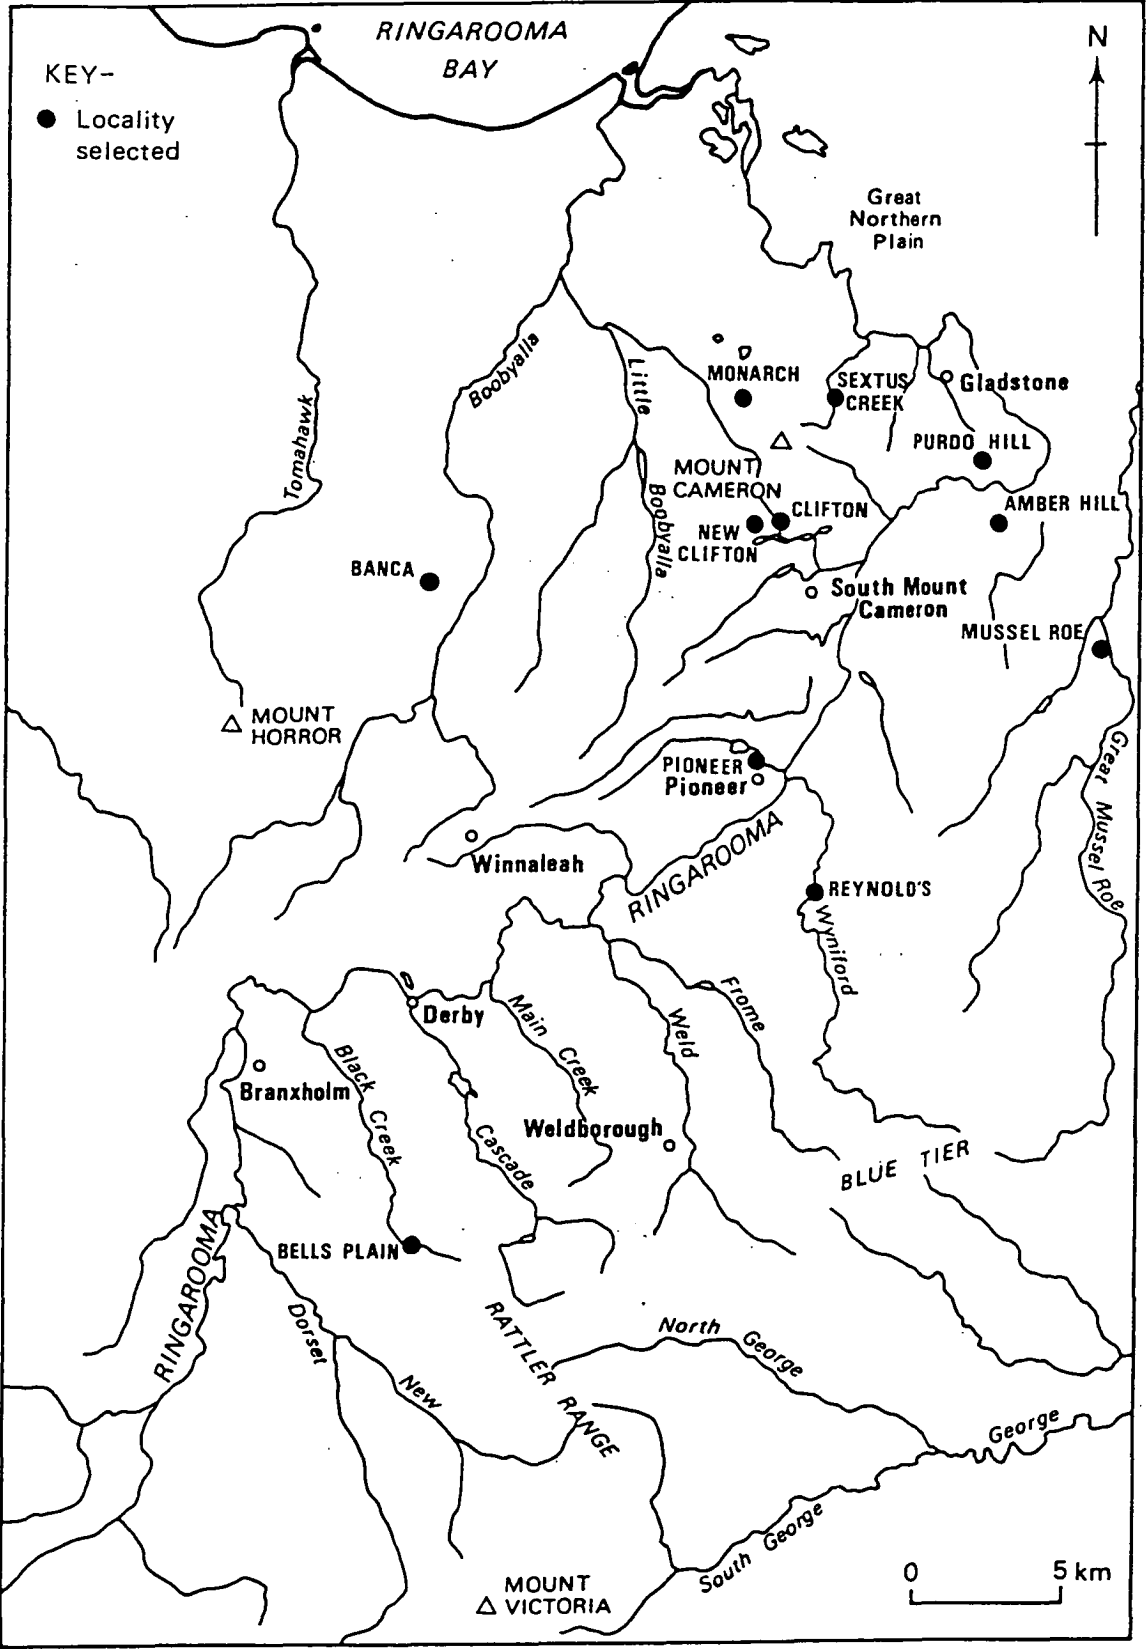 RINGAROOMA
BAY
N
KEY-
Locality
selected
Great
Northern
Plain
Boobyalla
Little
Boobyalla
Tomahawk
MONARCH
SEXTUS
CREEK
Gladstone
PURDO HILL
MOUNT
CAMERON
CLIFTON
NEW
CLIFTON
AMBER HILL
BANCA
South Mount
Cameron
MUSSEL ROE
MOUNT
HORROR
PIONEER
Pioneer
Great Mussel Roe
Winnaleah
RINGAROOMA
REYNOLD'S
Wyniford
Derby
Main Creek
Weld
Frome
Black Creek
Branxholm
Cascade
Weldborough
BLUE TIER
RINGAROOMA
BELLS PLAIN
Dorset
RATTLER RANGE
North George
New
George
South George
MOUNT
VICTORIA
0 5 km